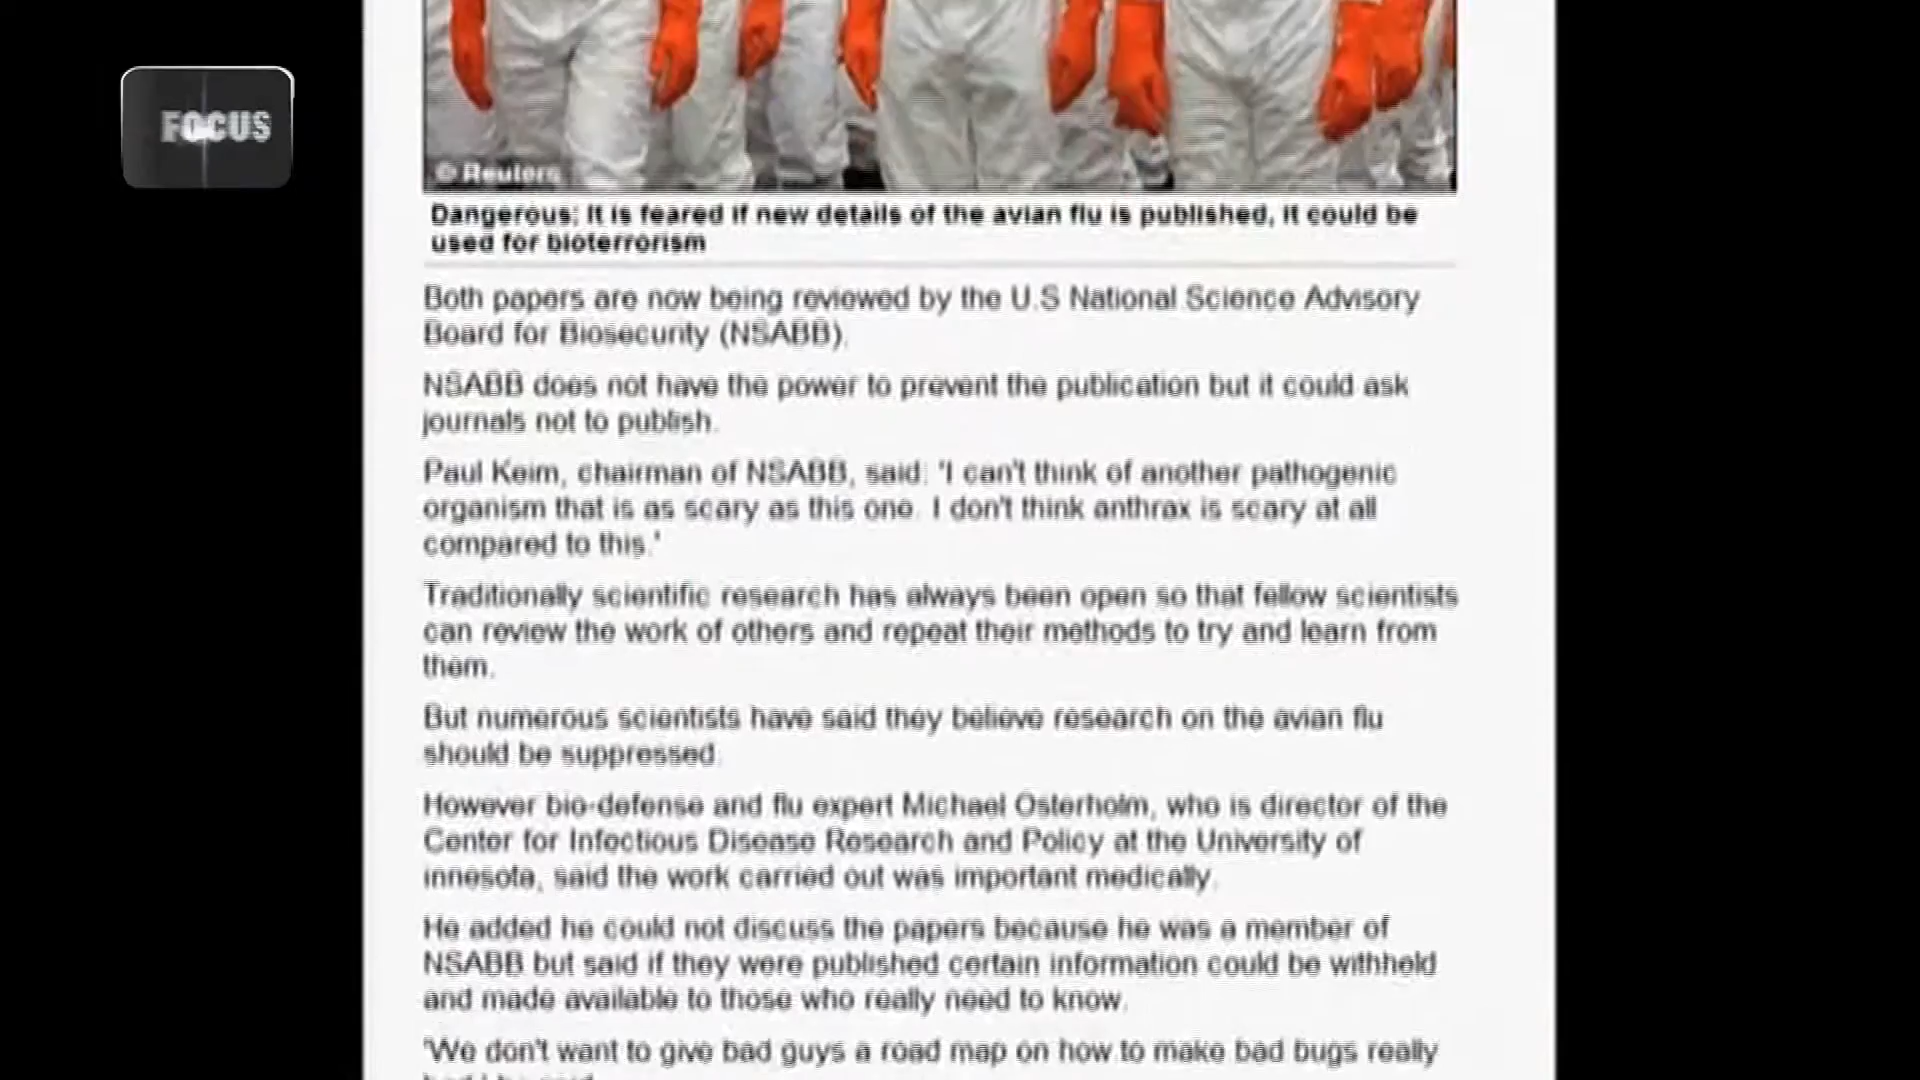 FOCUS
© Reuters
Dangerous: It is feared if new details of the avian flu is published, it could be
used for bioterrorism
Both papers are now being reviewed by the U.S National Science Advisory
Board for Biosecurity (NSABB).
NSABB does not have the power to prevent the publication but it could ask
journals not to publish.
Paul Keim, chairman of NSABB, said: 'I can't think of another pathogenic
organism that is as scary as this one. I don't think anthrax is scary at all
compared to this.'
Traditionally scientific research has always been open so that fellow scientists
can review the work of others and repeat their methods to try and learn from
them.
But numerous scientists have said they believe research on the avian flu
should be suppressed.
However bio-defense and flu expert Michael Osterholm, who is director of the
Center for Infectious Disease Research and Policy at the University of
innesota, said the work carried out was important medically.
He added he could not discuss the papers because he was a member of
NSABB but said if they were published certain information could be withheld
and made available to those who really need to know.
'We don't want to give bad guys a road map on how to make bad bugs really